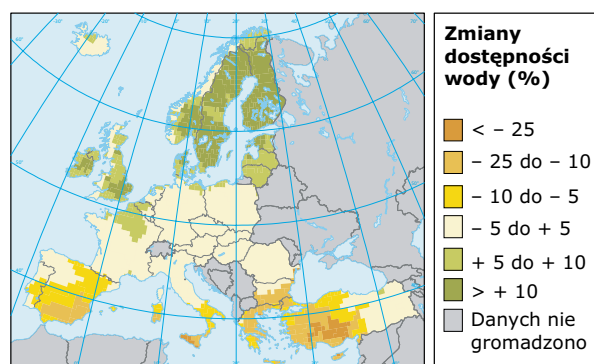 Zmiany
dostępności
wody (%)
< – 25
– 25 do – 10
– 10 do – 5
– 5 do + 5
+ 5 do + 10
> + 10
Danych nie
gromadzono